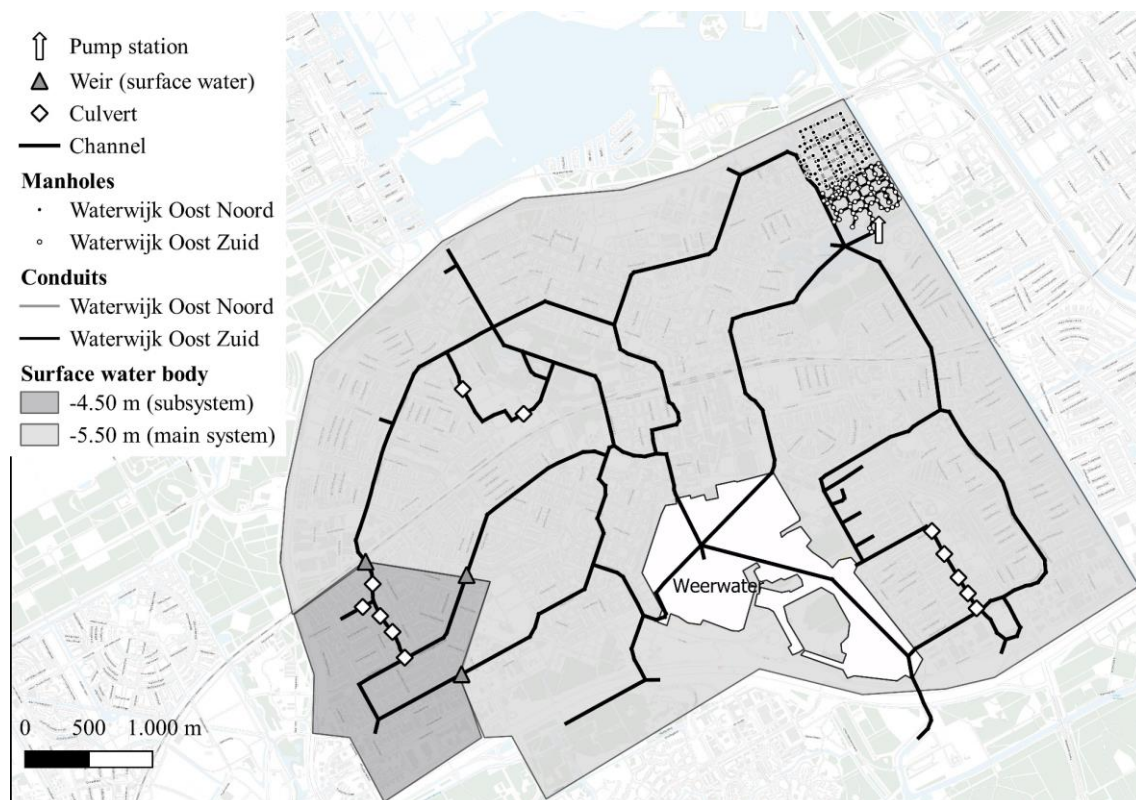 Pump station
Weir (surface water)
Culvert
Channel
Manholes
Waterwijk Oost Noord
Waterwijk Oost Zuid
Conduits
Waterwijk Oost Noord
Waterwijk Oost Zuid
Surface water body
-4.50 m (subsystem)
-5.50 m (main system)
Weerwater
0 500 1.000 m